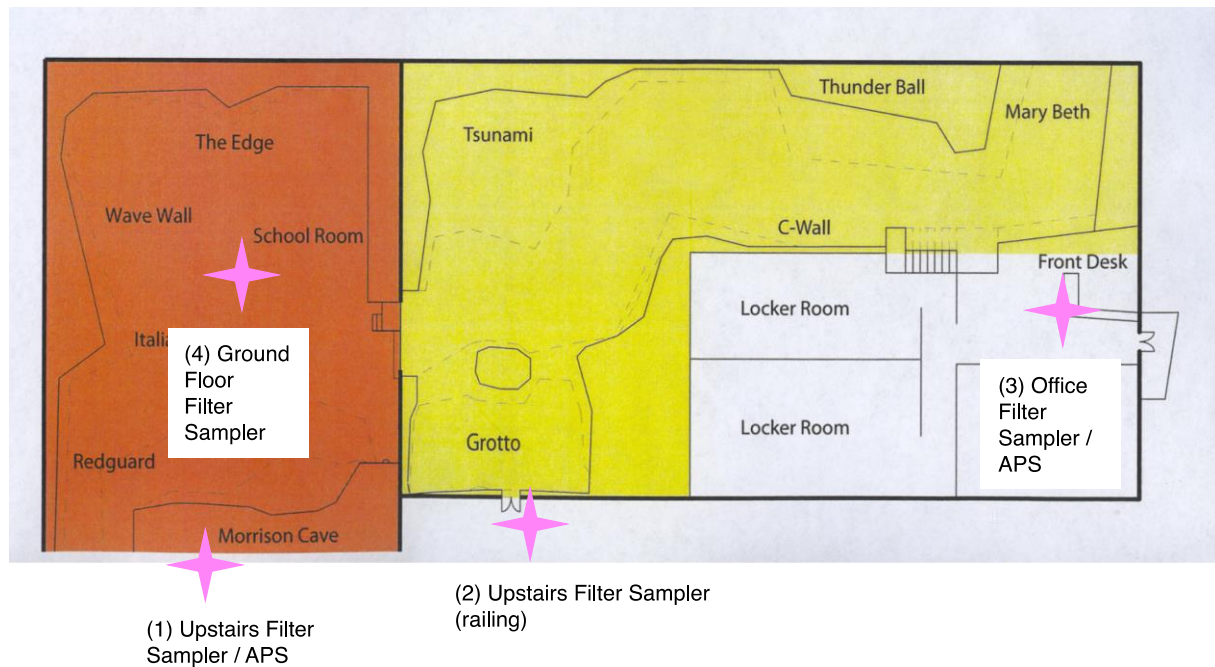 Thunder Ball
Mary Beth
Tsunami
The Edge
Wave Wall
School Room
C-Wall
Front Desk
Locker Room
(4) Ground
Floor
Filter
Sampler
(3) Office
Filter
Sampler /
APS
Locker Room
Grotto
Redguard
Morrison Cave
(2) Upstairs Filter Sampler
(railing)
(1) Upstairs Filter
Sampler / APS